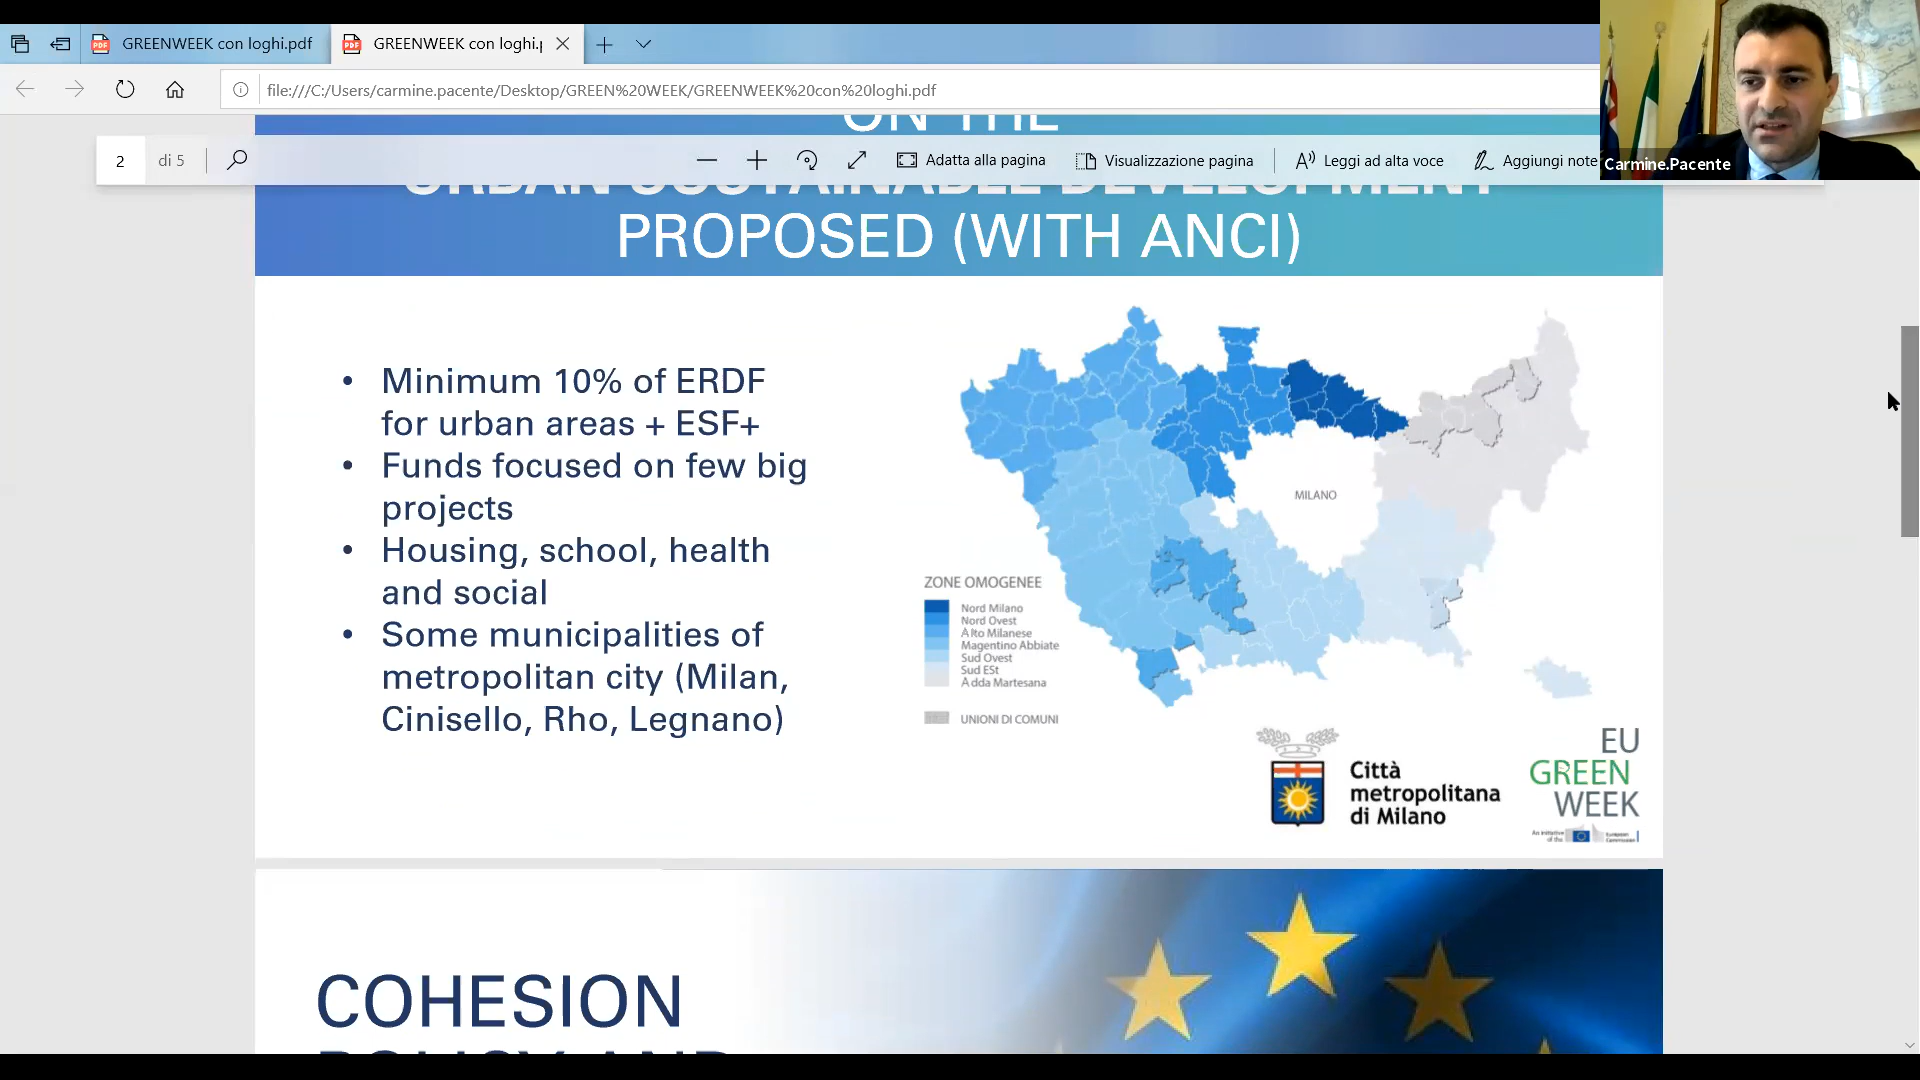 GREENWEEK con loghi.pdf
GREENWEEK con loghi.p
file:///C:/Users/carmine.pacente/Desktop/GREEN%20WEEK/GREENWEEK%20con%20loghi.pdf
Carmine.Pacente
ON THE
2 di 5
Adatta alla pagina
Visualizzazione pagina
Leggi ad alta voce
Aggiungi note
URBAN SUSTAINABLE DEVELOPMENT
PROPOSED (WITH ANCI)
• Minimum 10% of ERDF
for urban areas + ESF+
• Funds focused on few big
projects
• Housing, school, health
and social
• Some municipalities of
metropolitan city (Milan,
Cinisello, Rho, Legnano)
MILANO
ZONE OMOGENEE
Nord Milano
Nord Ovest
A lto Milanese
Magentino Abbiate
Sud Ovest
Sud ESt
A dda Martesana
UNIONI DI COMUNI
Città
metropolitana
di Milano
EU
GREEN
WEEK
An initiative
of the
European
Commission
COHESION
POLICY AND